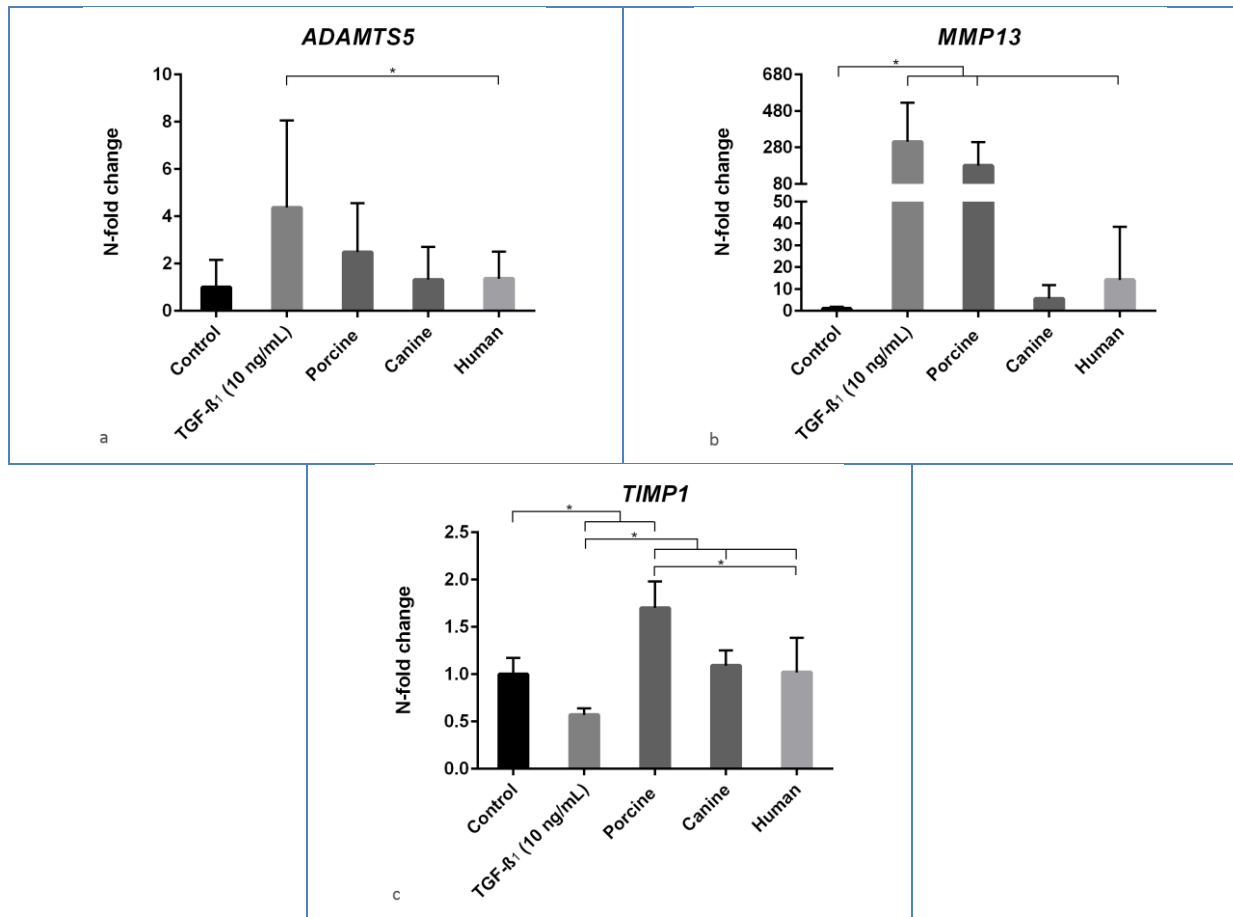 ADAMTS5
*
N-fold change
10
8
6
4
2
0
Control
TGF-ß1 (10 ng/mL)
Porcine
Canine
Human
a
MMP13
*
N-fold change
680
480
280
80
50
40
30
20
10
0
Control
TGF-ß1 (10 ng/mL)
Porcine
Canine
Human
b
TIMP1
*
*
*
N-fold change
2.5
2.0
1.5
1.0
0.5
0.0
Control
TGF-ß1 (10 ng/mL)
Porcine
Canine
Human
c